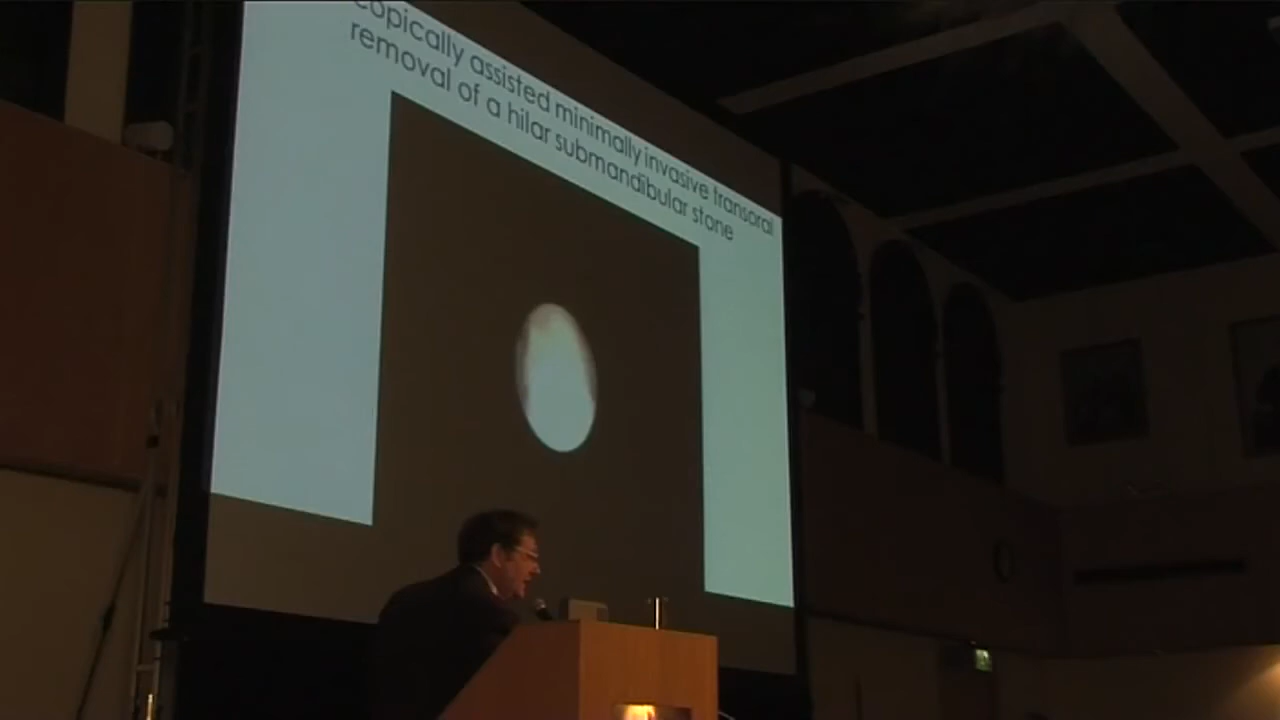 copically assisted minimally invasive transoral
removal of a hilar submandibular stone